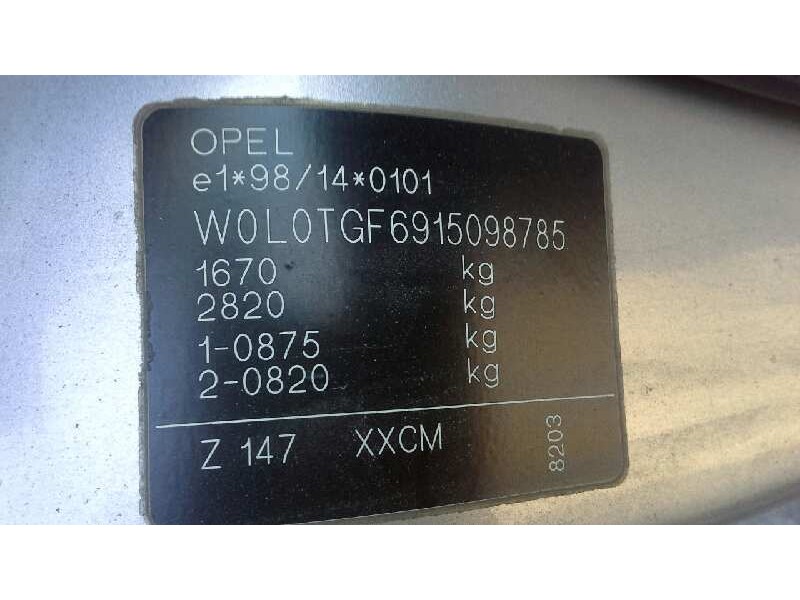 OPEL
e1*98/14*0101
W0L0TGF6915098785
1670 kg
2820 kg
1-0875 kg
2-0820 kg
Z 147 XXCM 8203